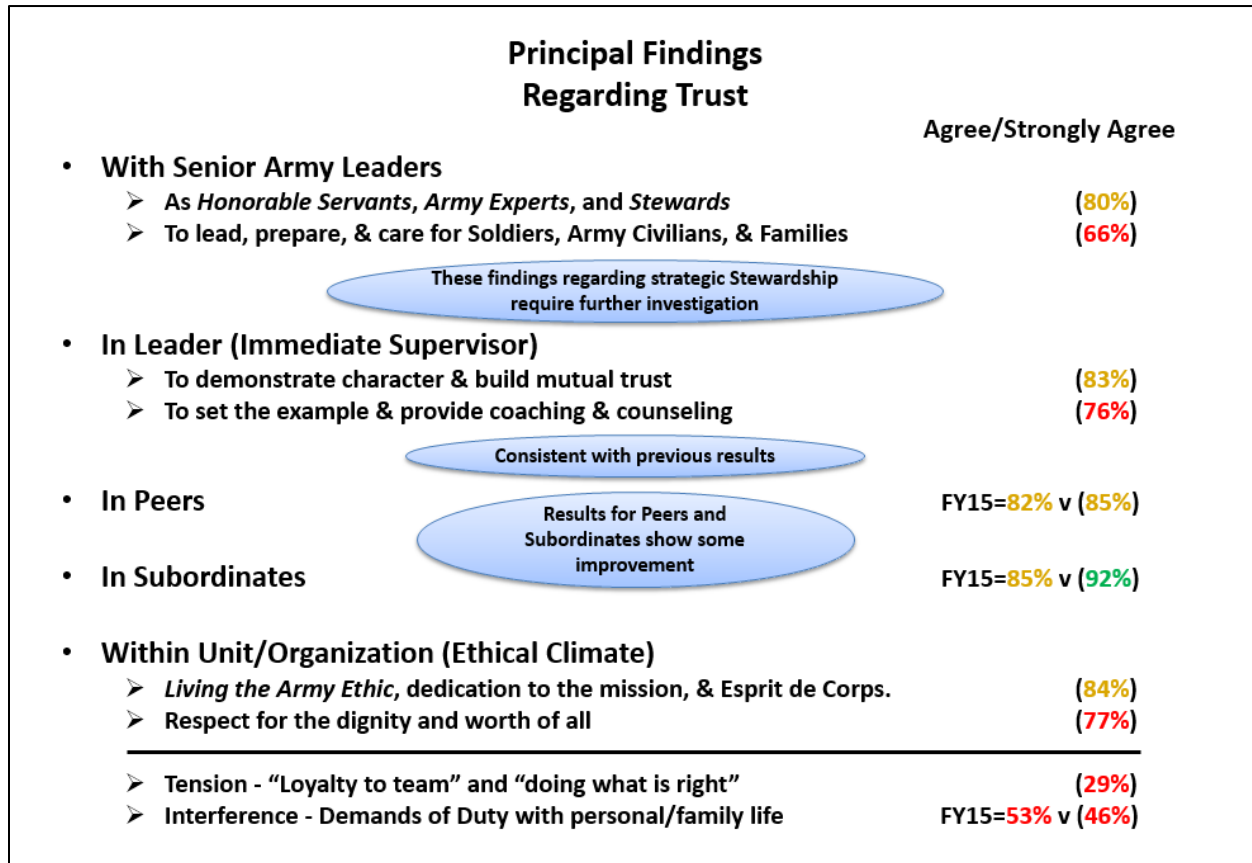 Principal Findings
Regarding Trust
Agree/Strongly Agree
• With Senior Army Leaders
➢ As Honorable Servants, Army Experts, and Stewards (80%)
➢ To lead, prepare, & care for Soldiers, Army Civilians, & Families (66%)
These findings regarding strategic Stewardship
require further investigation
• In Leader (Immediate Supervisor)
➢ To demonstrate character & build mutual trust (83%)
➢ To set the example & provide coaching & counseling (76%)
Consistent with previous results
• In Peers FY15=82% v (85%)
Results for Peers and
Subordinates show some
improvement
• In Subordinates FY15=85% v (92%)
• Within Unit/Organization (Ethical Climate)
➢ Living the Army Ethic, dedication to the mission, & Esprit de Corps. (84%)
➢ Respect for the dignity and worth of all (77%)
➢ Tension - “Loyalty to team” and “doing what is right” (29%)
➢ Interference - Demands of Duty with personal/family life FY15=53% v (46%)